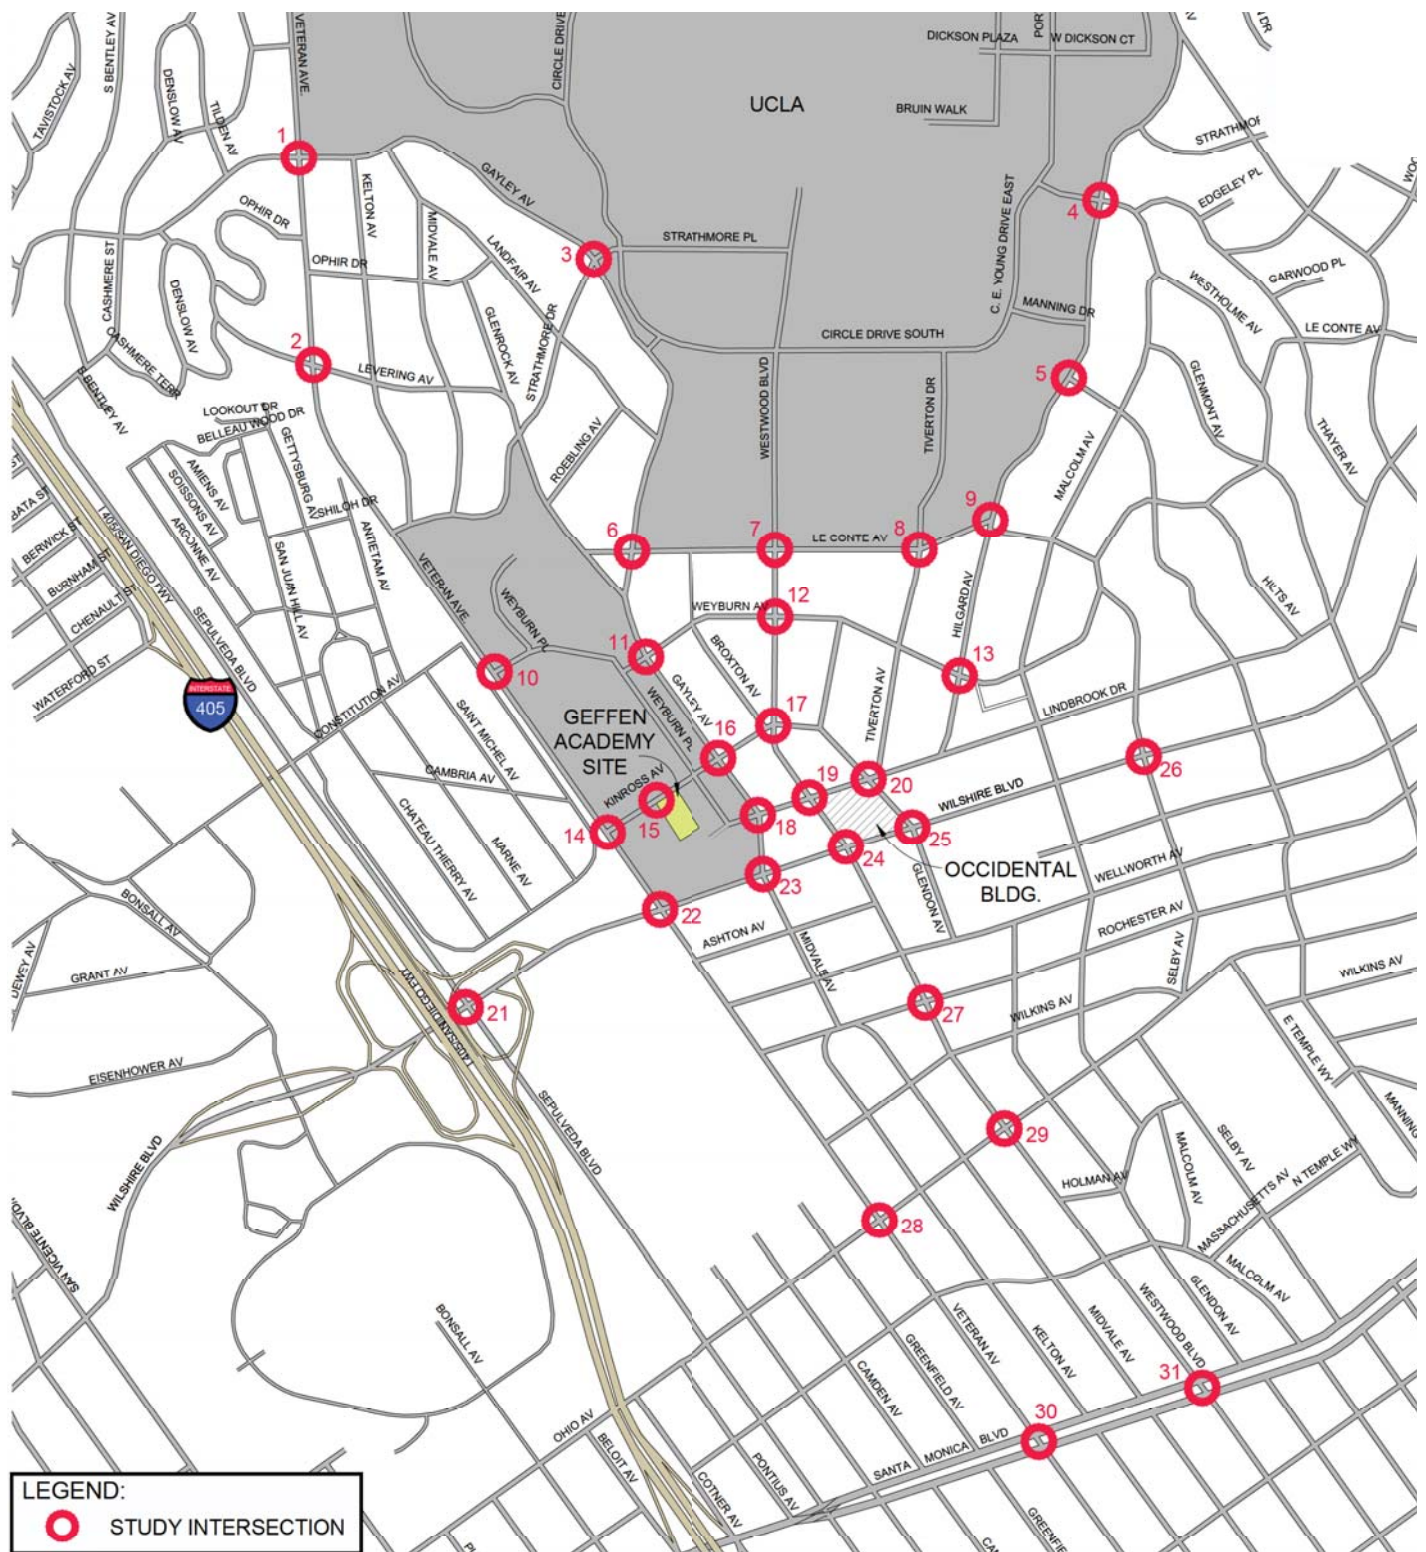 TAVISTOCK AV
S BENTLEY AV
DENSLOW AV
TILDEN AV
VETERAN AVE.
CIRCLE DRIVE
UCLA
DICKSON PLAZA
W DICKSON CT
BRUIN WALK
1
KELTON AV
GAYLEY AV
OPHIR DR
OPHIR DR
MIDVALE AV
LANDFAIR AV
3
STRATHMORE PL
C. E. YOUNG DRIVE EAST
4
EDGELEY PL
CASHMERE ST
DENSLOW AV
CASHMERE TERR
S BENTLEY AV
2
LEVERING AV
GLENROCK AV
STRATHMORE DR
CIRCLE DRIVE SOUTH
MANNING DR
WESTHOLME AV
GARWOOD PL
LE CONTE AV
WESTWOOD BLVD
TIVERTON DR
5
GLENMONT AV
THAYER AV
MALCOLM AV
LOOKOUT DR
BELLEAU WOOD DR
GETTYSBURG AV
AMIENS AV
SOISSONS AV
ARGONNE AV
SHILOH DR
ANTIETAM AV
SAN JUAN HILL AV
ROEBLING AV
BATA ST
BERWICK ST
BURNHAM ST
CHENAULT ST
WATERFORD ST
I 405/SAN DIEGO FWY
SEPULVEDA BLVD
VETERAN AVE.
6
7
LE CONTE AV
8
9
HILTS AV
WEYBURN PL
WEYBURN AV
12
HILGARD AV
11
BROXTON AV
13
10
INTERSTATE
405
CONSTITUTION AV
SAINT MICHEL AV
CAMBRIA AV
GEFFEN
ACADEMY
SITE
WEYBURN PL
GAYLEY AV
16
17
TIVERTON AV
LINDBROOK DR
26
KINROSS AV
19
20
WILSHIRE BLVD
14
15
18
25
24
CHATEAU THIERRY AV
MARNE AV
GLENDON AV
OCCIDENTAL
BLDG.
WELLWORTH AV
ROCHESTER AV
SELBY AV
22
23
ASHTON AV
MIDVALE AV
BONSALL AV
DEWEY AV
GRANT AV
EISENHOWER AV
I 405/SAN DIEGO FWY
21
27
WILKINS AV
WILKINS AV
E TEMPLE WY
MANNING
SEPULVEDA BLVD
29
SELBY AV
MALCOLM AV
HOLMAN AV
N TEMPLE WY
MASSACHUSETTS AV
MALCOLM AV
WILSHIRE BLVD
SAN VICENTE BLVD
28
GLENDON AV
WESTWOOD BLVD
MIDVALE AV
KELTON AV
VETERAN AV
GREENFIELD AV
CAMDEN AV
BONSALL AV
31
30
OHIO AV
BELOIT AV
COTNER AV
PONTIUS AV
SANTA MONICA BLVD
GREENFIE
LEGEND:
STUDY INTERSECTION